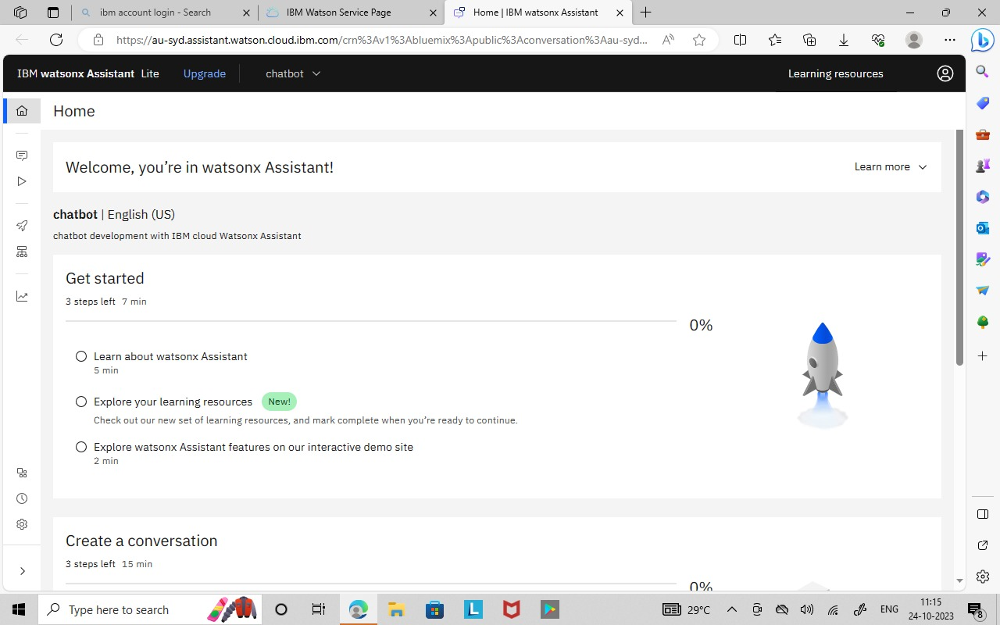 ibm account login - Search
IBM Watson Service Page
Home | IBM watsonx Assistant
https://au-syd.assistant.watson.cloud.ibm.com/crn%3Av1%3Abluemix%3Apublic%3Aconversation%3Aau-syd...
IBM watsonx Assistant Lite
Upgrade
chatbot
Learning resources
Home
Welcome, you’re in watsonx Assistant!
Learn more
chatbot | English (US)
chatbot development with IBM cloud Watsonx Assistant
Get started
3 steps left 7 min
0%
Learn about watsonx Assistant
5 min
Explore your learning resources New!
Check out our new set of learning resources, and mark complete when you’re ready to continue.
Explore watsonx Assistant features on our interactive demo site
2 min
Create a conversation
3 steps left 15 min
0%
Type here to search
29°C
ENG
11:15
24-10-2023
8